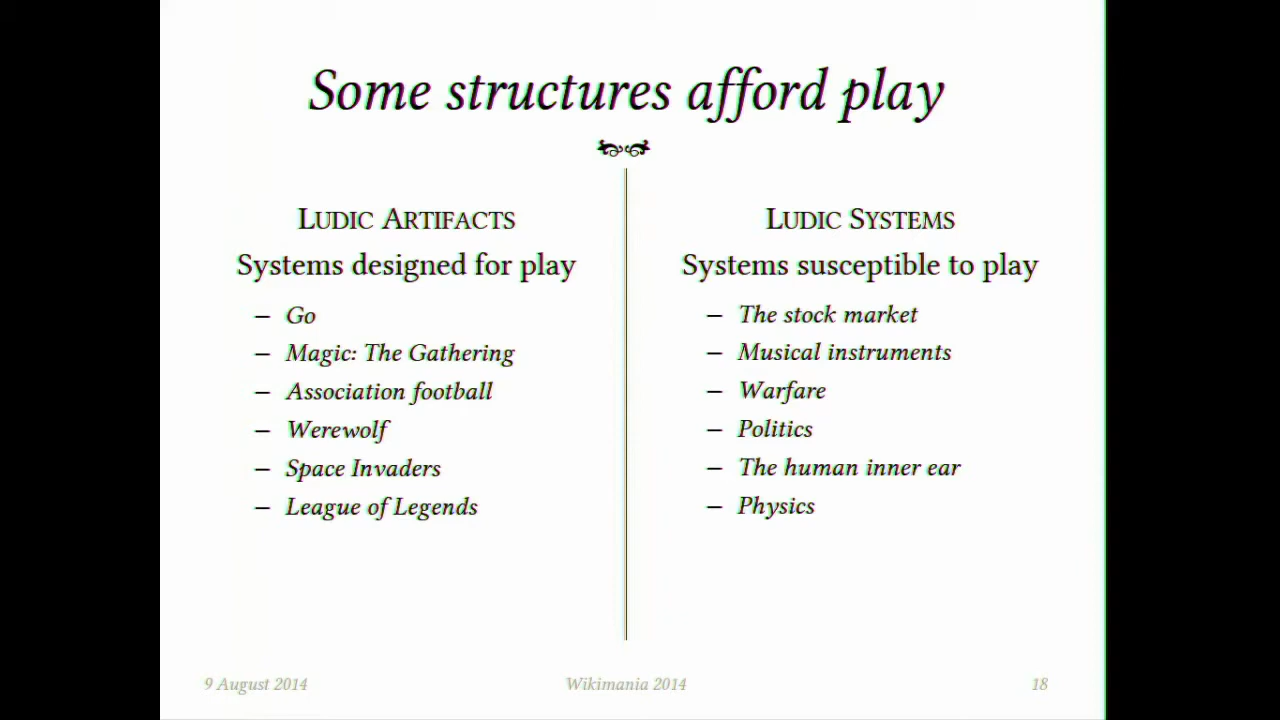 Some structures afford play
LUDIC ARTIFACTS
Systems designed for play
– Go
– Magic: The Gathering
– Association football
– Werewolf
– Space Invaders
– League of Legends
LUDIC SYSTEMS
Systems susceptible to play
– The stock market
– Musical instruments
– Warfare
– Politics
– The human inner ear
– Physics
9 August 2014
Wikimania 2014
18